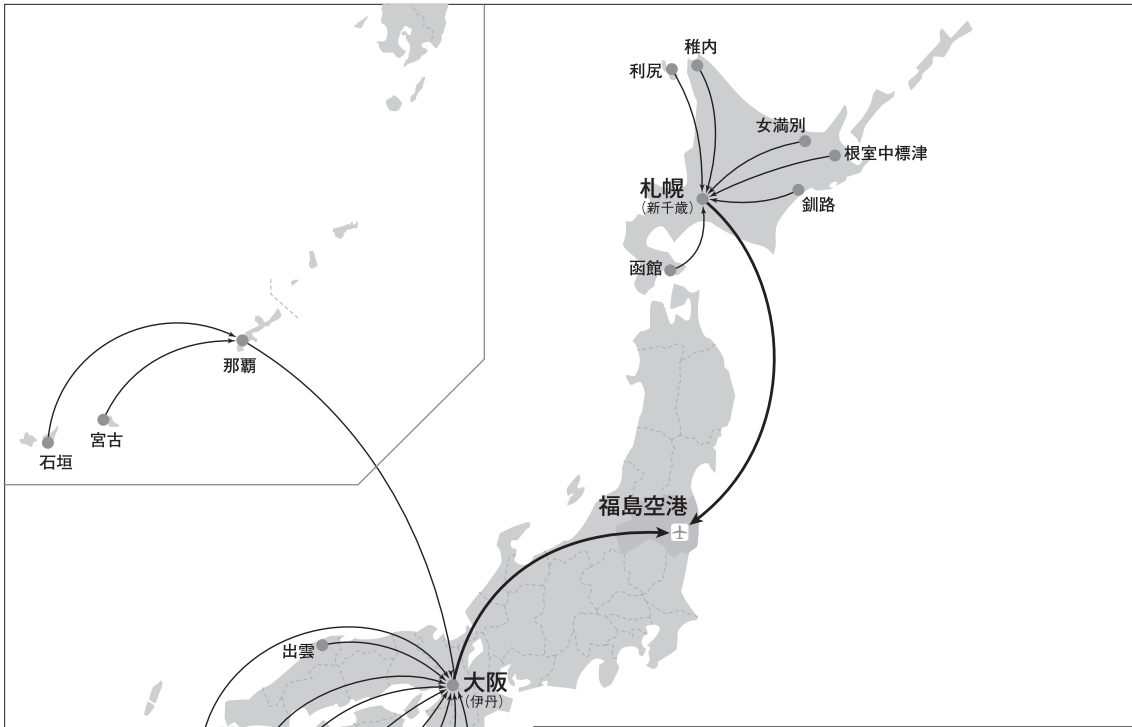 稚内
利尻
女満別
根室中標津
札幌
（新千歳）
釧路
函館
那覇
宮古
石垣
福島空港
出雲
大阪
（伊丹）